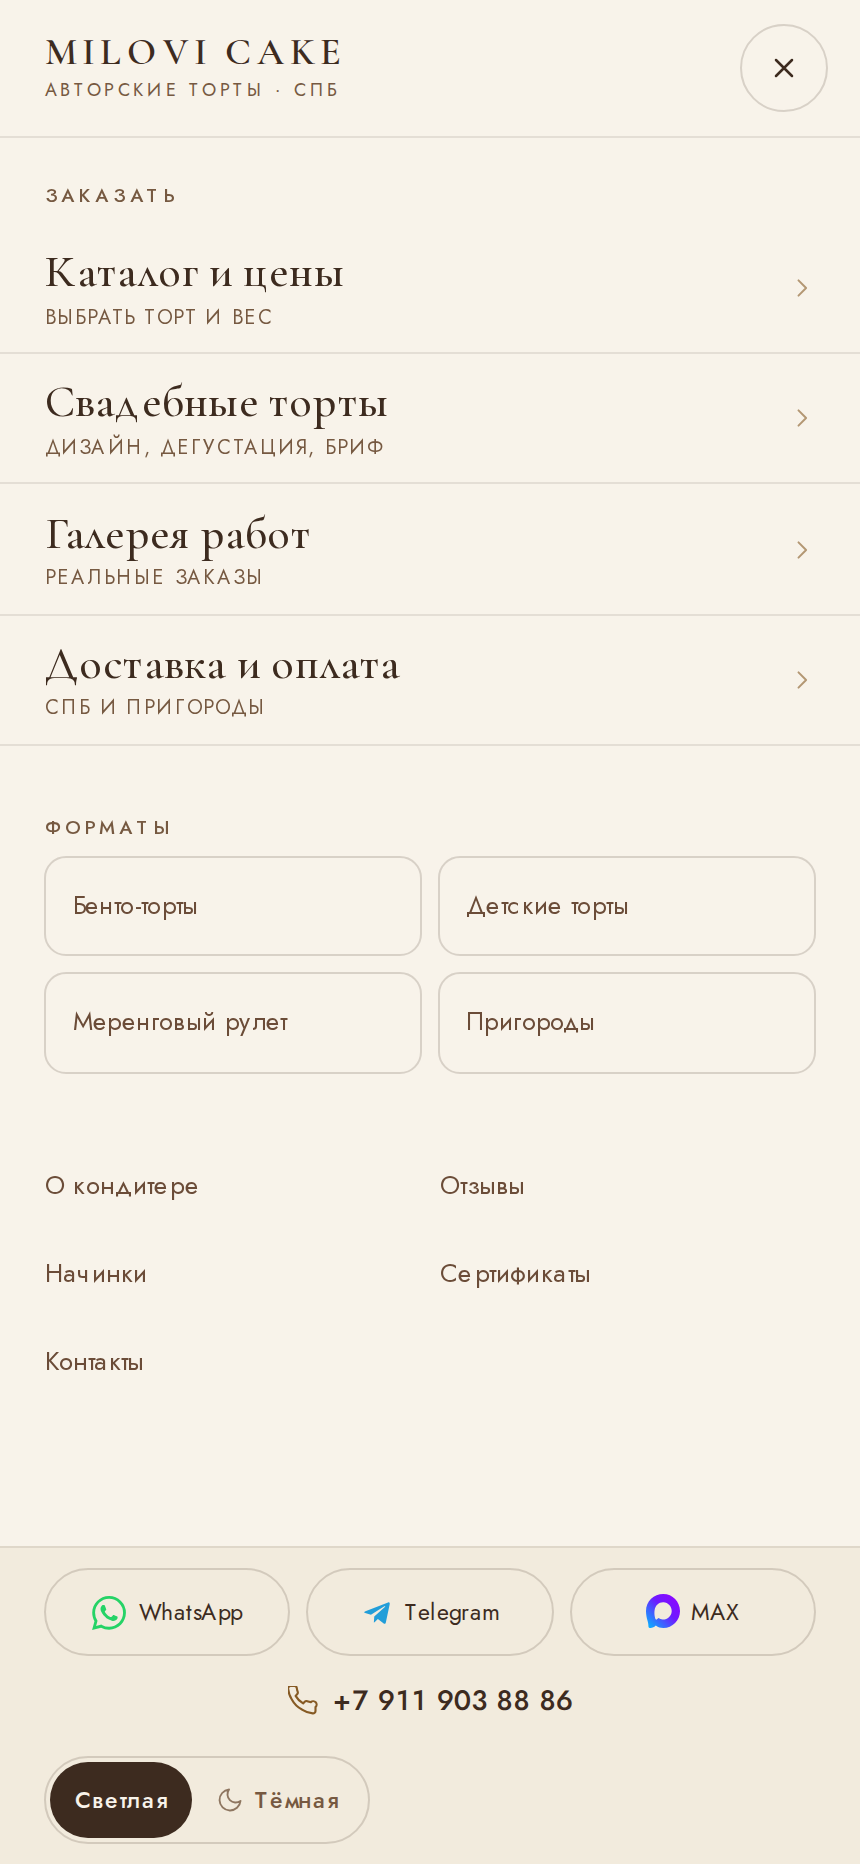 MILOVI CAKE
АВТОРСКИЕ ТОРТЫ · СПБ
ЗАКАЗАТЬ
Каталог и цены
ВЫБРАТЬ ТОРТ И ВЕС
Свадебные торты
ДИЗАЙН, ДЕГУСТАЦИЯ, БРИФ
Галерея работ
РЕАЛЬНЫЕ ЗАКАЗЫ
Доставка и оплата
СПБ И ПРИГОРОДЫ
ФОРМАТЫ
Бенто-торты
Детские торты
Меренговый рулет
Пригороды
О кондитере
Отзывы
Начинки
Сертификаты
Контакты
WhatsApp
Telegram
MAX
+7 911 903 88 86
Светлая
Тёмная